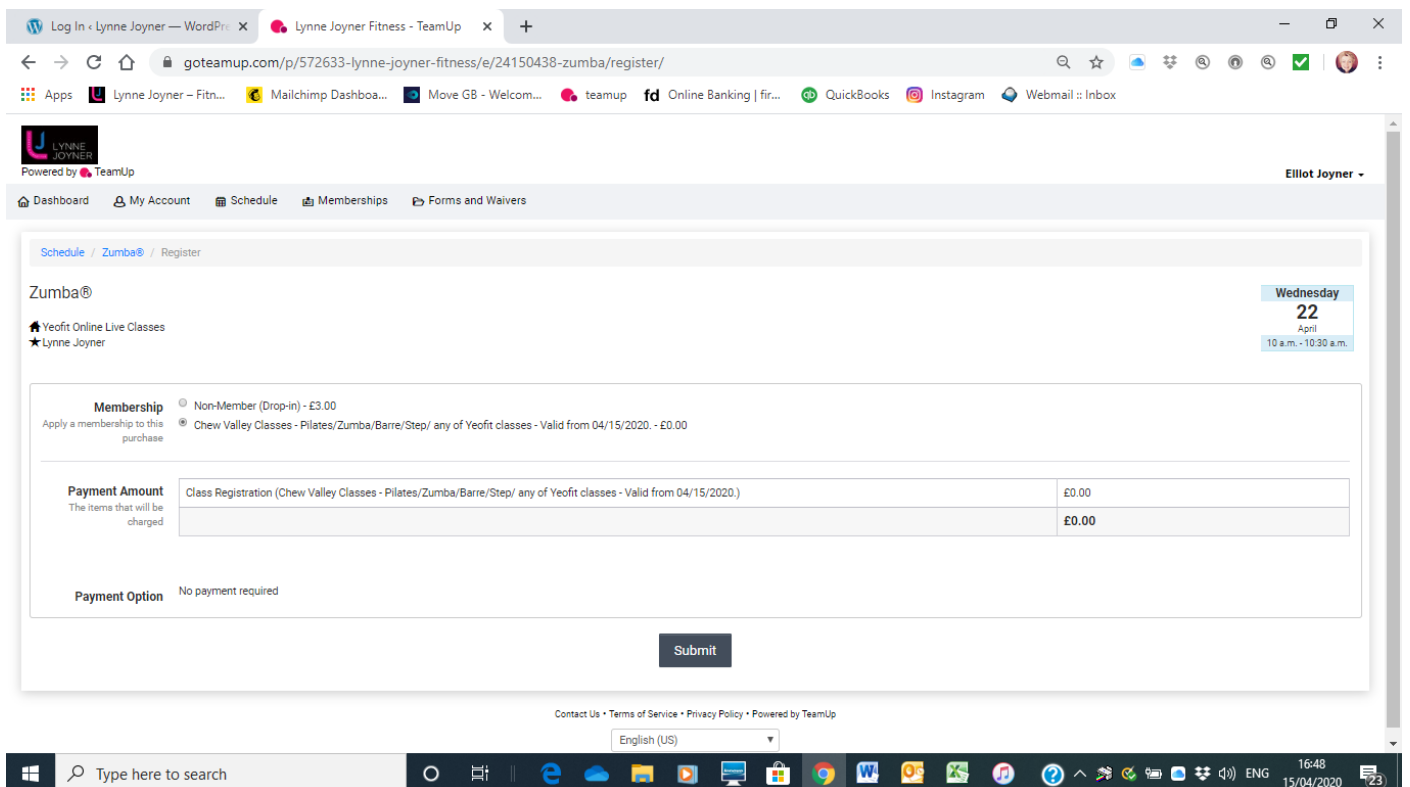 Log In ‹ Lynne Joyner — WordPre
Lynne Joyner Fitness - TeamUp
goteamup.com/p/572633-lynne-joyner-fitness/e/24150438-zumba/register/
Apps Lynne Joyner – Fitn... Mailchimp Dashboa... Move GB - Welcom... teamup fd Online Banking | fir... QuickBooks Instagram Webmail :: Inbox
LYNNE
JOYNER
Powered by TeamUp
Elliot Joyner
Dashboard My Account Schedule Memberships Forms and Waivers
Schedule / Zumba® / Register
Zumba®
Yeofit Online Live Classes
Lynne Joyner
Wednesday
22
April
10 a.m. - 10:30 a.m.
Membership
Apply a membership to this
purchase
Non-Member (Drop-in) - £3.00
Chew Valley Classes - Pilates/Zumba/Barre/Step/ any of Yeofit classes - Valid from 04/15/2020. - £0.00
Payment Amount
The items that will be
charged
Class Registration (Chew Valley Classes - Pilates/Zumba/Barre/Step/ any of Yeofit classes - Valid from 04/15/2020.) £0.00
£0.00
Payment Option No payment required
Submit
Contact Us • Terms of Service • Privacy Policy • Powered by TeamUp
English (US)
Type here to search
ENG
16:48
15/04/2020
23